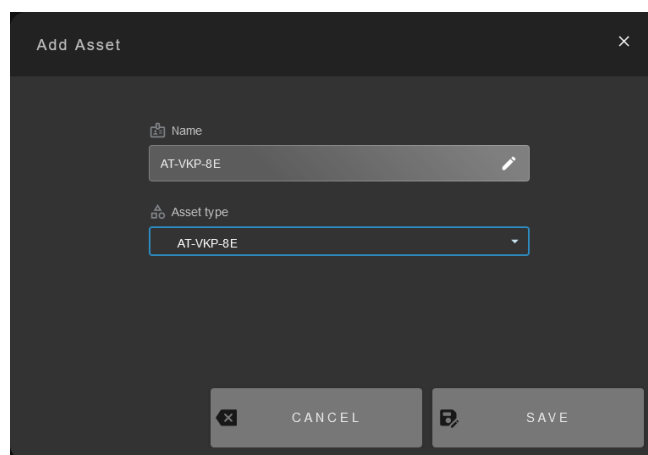 Add Asset
Name
AT-VKP-8E
Asset type
AT-VKP-8E
CANCEL
SAVE